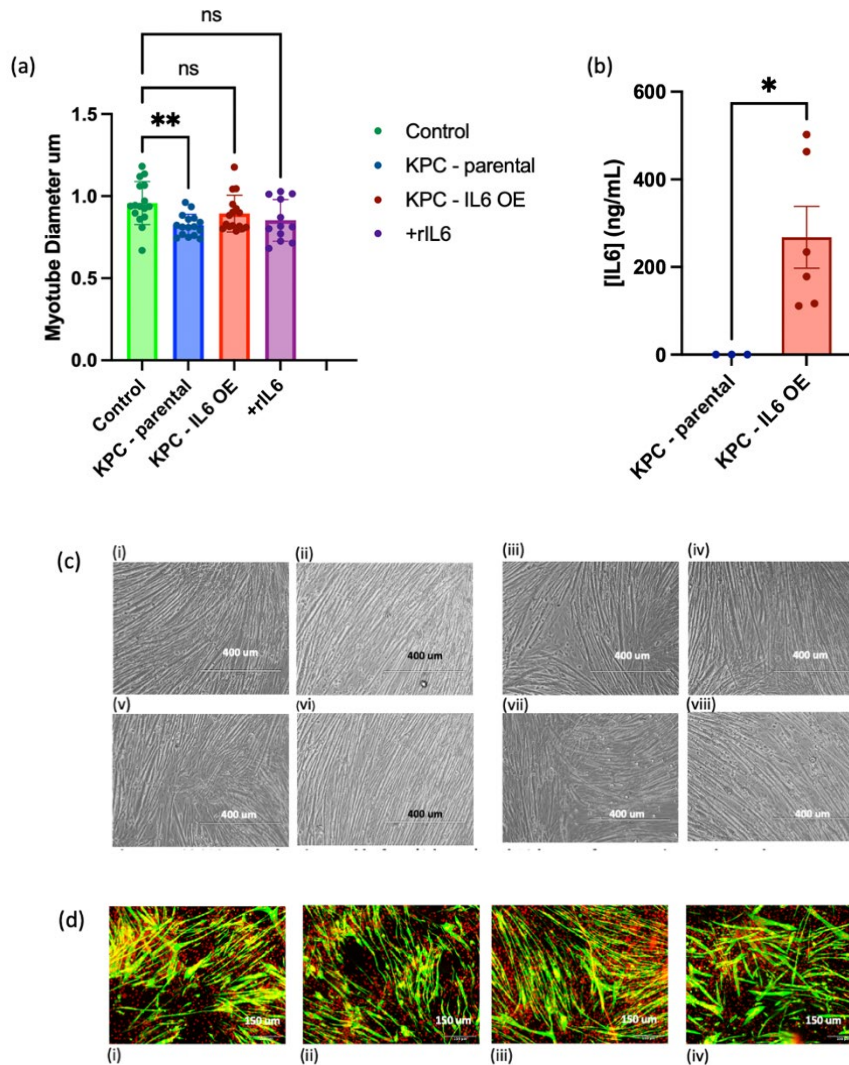 (a)
ns
ns
**
Myotube Diameter um
1.5
1.0
0.5
0.0
Control
KPC - parental
KPC - IL6 OE
+rIL6
Control
KPC - parental
KPC - IL6 OE
+rIL6
(b)
*
[IL6] (ng/mL)
600
400
200
0
KPC - parental
KPC - IL6 OE
(c)
(i)
(ii)
(iii)
(iv)
400 um
400 um
400 um
400 um
(v)
(vi)
(vii)
(viii)
400 um
400 um
400 um
400 um
(d)
150 um
150 um
150 um
150 um
(i)
(ii)
(iii)
(iv)